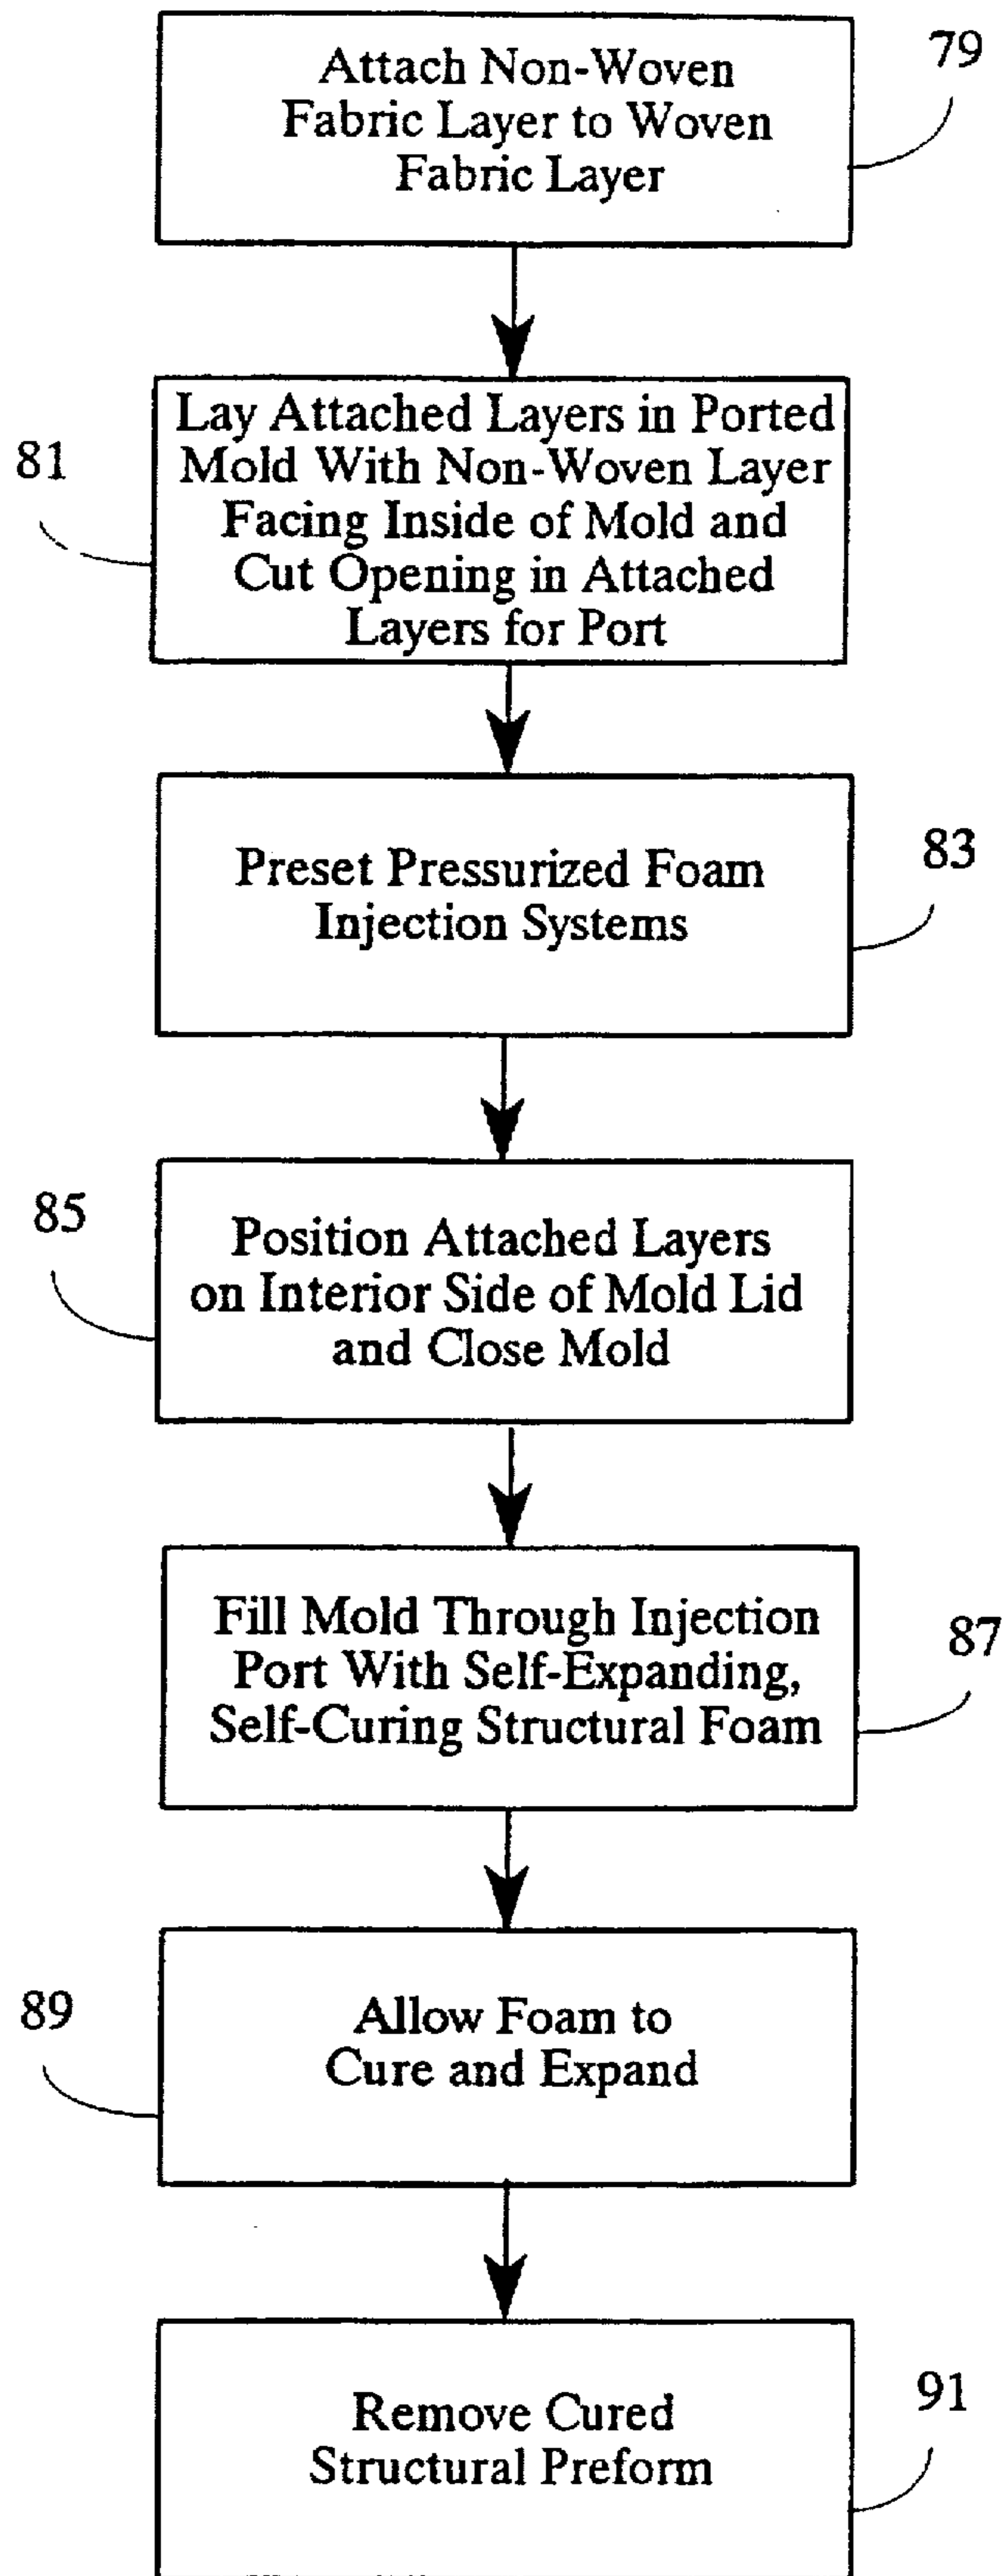 Attach Non-Woven
Fabric Layer to Woven
Fabric Layer
79
Lay Attached Layers in Ported
Mold With Non-Woven Layer
Facing Inside of Mold and
Cut Opening in Attached
Layers for Port
81
Preset Pressurized Foam
Injection Systems
83
Position Attached Layers
on Interior Side of Mold Lid
and Close Mold
85
Fill Mold Through Injection
Port With Self-Expanding,
Self-Curing Structural Foam
87
Allow Foam to
Cure and Expand
89
Remove Cured
Structural Preform
91